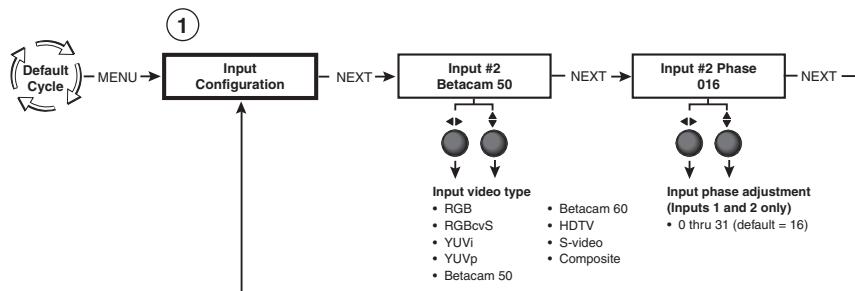 1
Default
Cycle
MENU
Input
Configuration
NEXT
Input #2
Betacam 50
NEXT
Input #2 Phase
016
NEXT
Input video type
• RGB
• RGBcvS
• YUVi
• YUVp
• Betacam 50
• Betacam 60
• HDTV
• S-video
• Composite
Input phase adjustment
(Inputs 1 and 2 only)
• 0 thru 31 (default = 16)